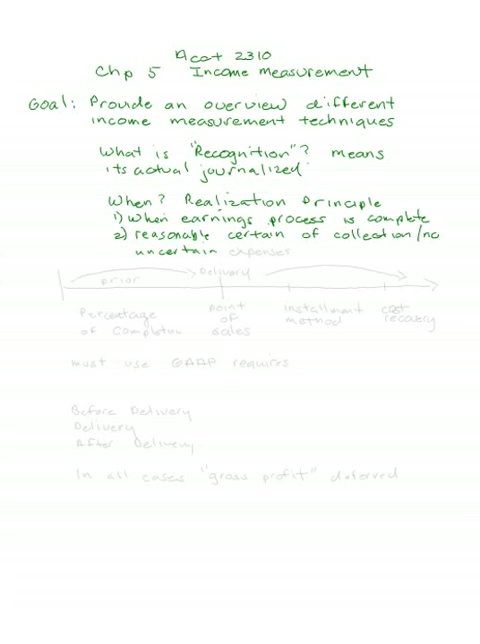 Acct 2310
Chp 5 Income Measurement
Goal: Provide an overview different
income measurement techniques
What is "Recognition"? means
its actual journalized.
When? Realization Principle
1) When earnings process is complete
2) reasonable certain of collection/no
uncertain expenses
prior Delivery
Percentage of Completion
point of sales
installment method
cost recovery
must use GAAP requires
Before Delivery
Delivery
After Delivery
In all cases "gross profit" deferred